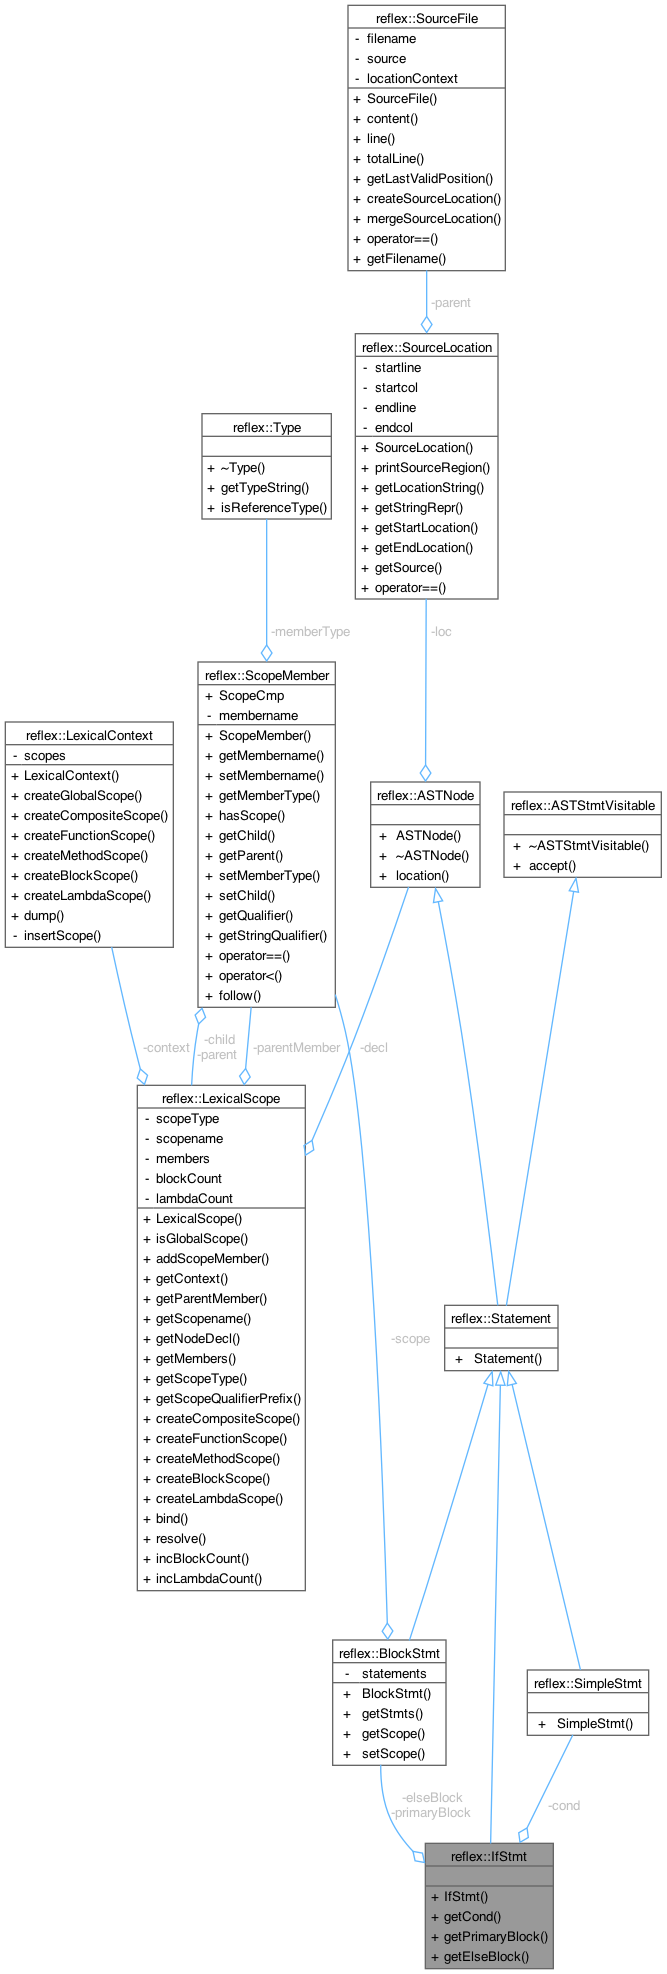 reflex::SourceFile
- filename
- source
- locationContext
+ SourceFile()
+ content()
+ line()
+ totalLine()
+ getLastValidPosition()
+ createSourceLocation()
+ mergeSourceLocation()
+ operator==()
+ getFilename()
-parent
reflex::SourceLocation
- startline
- startcol
- endline
- endcol
+ SourceLocation()
+ printSourceRegion()
+ getLocationString()
+ getStringRepr()
+ getStartLocation()
+ getEndLocation()
+ getSource()
+ operator==()
reflex::Type
+ ~Type()
+ getTypeString()
+ isReferenceType()
-memberType
-loc
reflex::ScopeMember
+ ScopeCmp
- membername
+ ScopeMember()
+ getMembername()
+ setMembername()
+ getMemberType()
+ hasScope()
+ getChild()
+ getParent()
+ setMemberType()
+ setChild()
+ getQualifier()
+ getStringQualifier()
+ operator==()
+ operator<()
+ follow()
reflex::LexicalContext
- scopes
+ LexicalContext()
+ createGlobalScope()
+ createCompositeScope()
+ createFunctionScope()
+ createMethodScope()
+ createBlockScope()
+ createLambdaScope()
+ dump()
- insertScope()
reflex::ASTNode
+ ASTNode()
+ ~ASTNode()
+ location()
reflex::ASTStmtVisitable
+ ~ASTStmtVisitable()
+ accept()
-context
-child
-parent
-parentMember
-decl
reflex::LexicalScope
- scopeType
- scopename
- members
- blockCount
- lambdaCount
+ LexicalScope()
+ isGlobalScope()
+ addScopeMember()
+ getContext()
+ getParentMember()
+ getScopename()
+ getNodeDecl()
+ getMembers()
+ getScopeType()
+ getScopeQualifierPrefix()
+ createCompositeScope()
+ createFunctionScope()
+ createMethodScope()
+ createBlockScope()
+ createLambdaScope()
+ bind()
+ resolve()
+ incBlockCount()
+ incLambdaCount()
-scope
reflex::Statement
+ Statement()
reflex::BlockStmt
- statements
+ BlockStmt()
+ getStmts()
+ getScope()
+ setScope()
reflex::SimpleStmt
+ SimpleStmt()
-elseBlock
-primaryBlock
-cond
reflex::IfStmt
+ IfStmt()
+ getCond()
+ getPrimaryBlock()
+ getElseBlock()